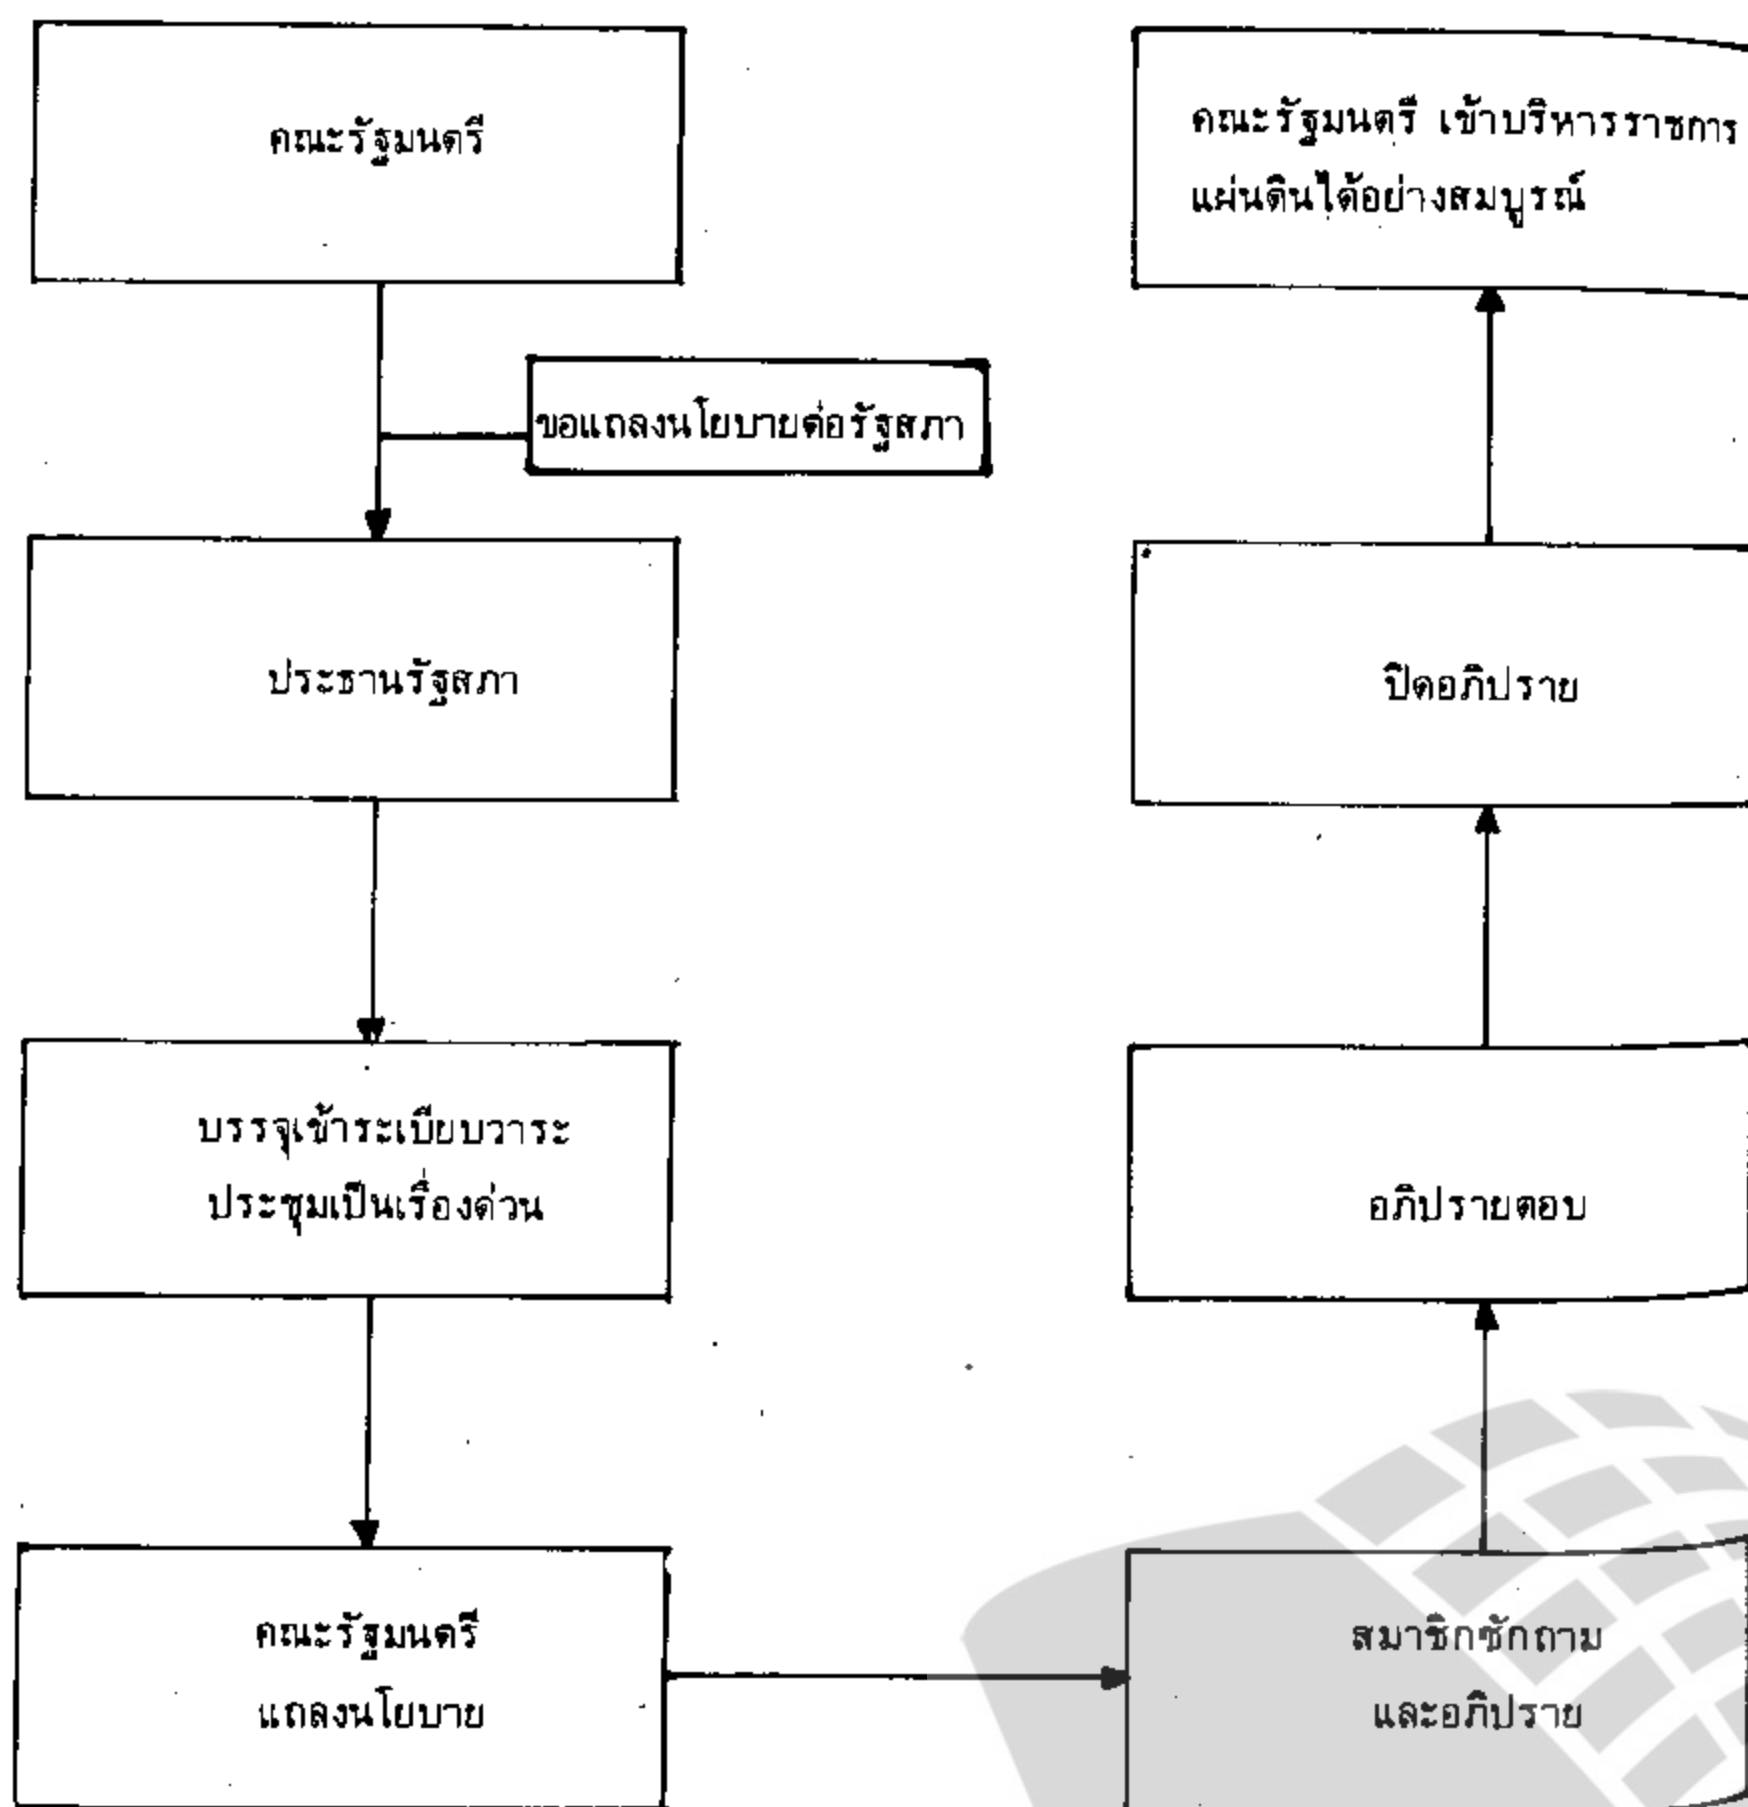 คณะรัฐมนตรี
ขอแถลงนโยบายต่อรัฐสภา
ประธานรัฐสภา
บรรจุเข้าระเบียบวาระ
ประชุมเป็นเรื่องด่วน
คณะรัฐมนตรี
แถลงนโยบาย
สมาชิกซักถาม
และอภิปราย
อภิปรายตอบ
ปิดอภิปราย
คณะรัฐมนตรี เข้าบริหารราชการ
แผ่นดินได้อย่างสมบูรณ์